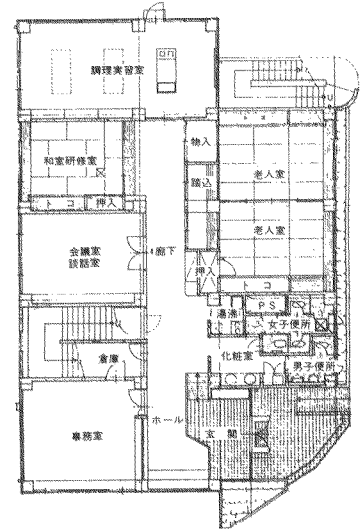 調理実習室
物入
和室研修室
踏込
老人室
トコ
押入
老人室
会議室
談話室
廊下
押入
トコ
湯沸
PS
女子便所
倉庫
化粧室
男子便所
ホール
玄関
事務室